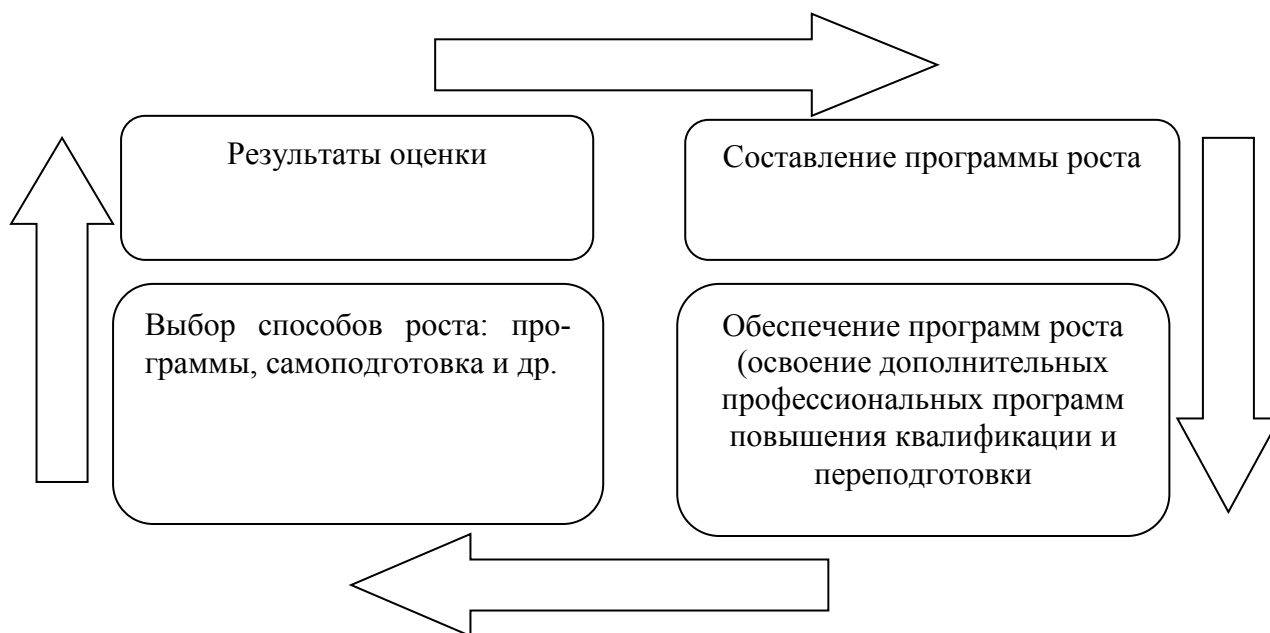 Результаты оценки
Составление программы роста
Выбор способов роста: про-
граммы, самоподготовка и др.
Обеспечение программ роста
(освоение дополнительных
профессиональных программ
повышения квалификации и
переподготовки